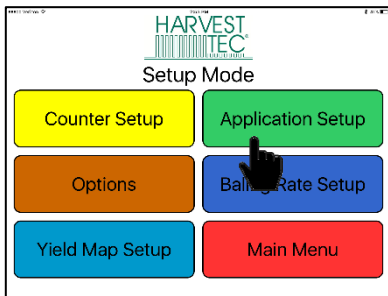 HARVEST
TEC
Setup Mode
Counter Setup
Application Setup
Options
Baling Rate Setup
Yield Map Setup
Main Menu